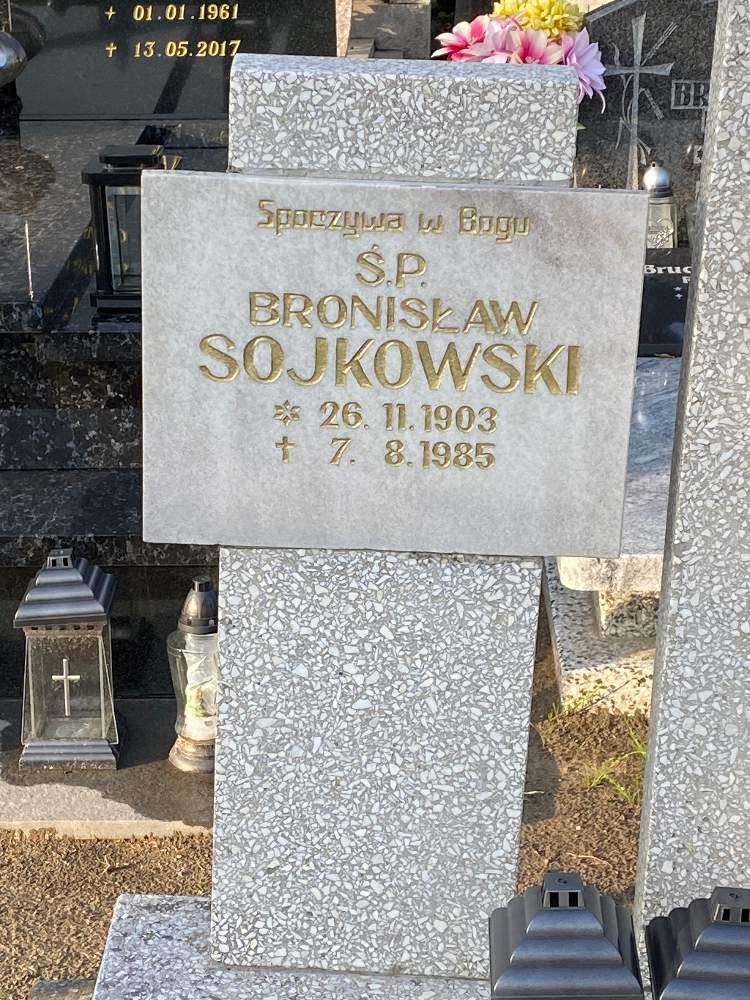 + 01.01.1961
+ 13.05.2017
Spoczywa w Bogu
Ś.P.
BRONISŁAW
SOJKOWSKI
* 26. 11. 1903
† 7. 8. 1985